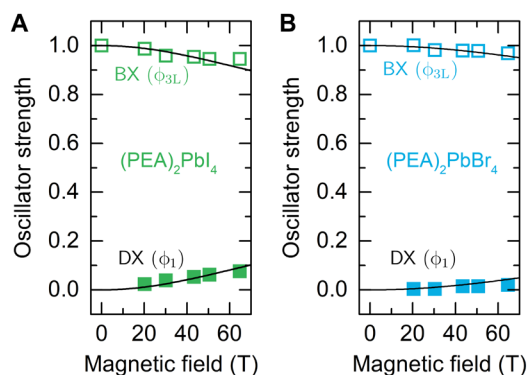 A
B
Oscillator strength
1.0
0.8
0.6
0.4
0.2
0.0
BX (ϕ₃L)
(PEA)₂PbI₄
DX (ϕ₁)
0 20 40 60
Magnetic field (T)
Oscillator strength
1.0
0.8
0.6
0.4
0.2
0.0
BX (ϕ₃L)
(PEA)₂PbBr₄
DX (ϕ₁)
0 20 40 60
Magnetic field (T)